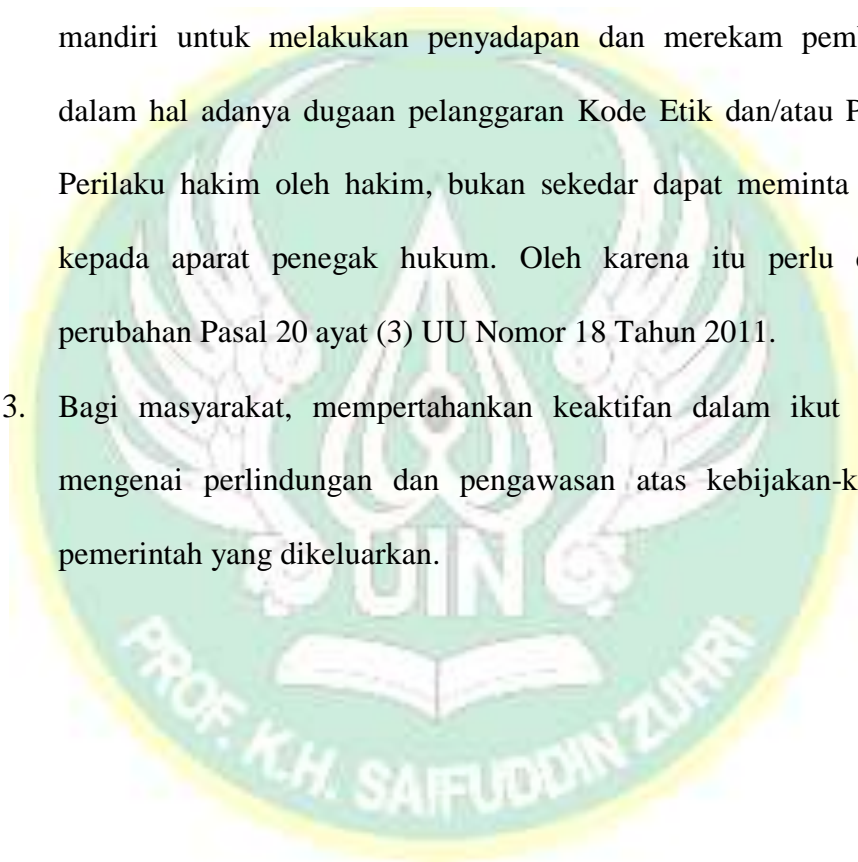 mandiri untuk melakukan penyadapan dan merekam pem
dalam hal adanya dugaan pelanggaran Kode Etik dan/atau P
Perilaku hakim oleh hakim, bukan sekedar dapat meminta
kepada aparat penegak hukum. Oleh karena itu perlu
perubahan Pasal 20 ayat (3) UU Nomor 18 Tahun 2011.
3. Bagi masyarakat, mempertahankan keaktifan dalam ikut
mengenai perlindungan dan pengawasan atas kebijakan-k
pemerintah yang dikeluarkan.
UIN
PROF. K.H. SAIFUDDIN ZUHRI